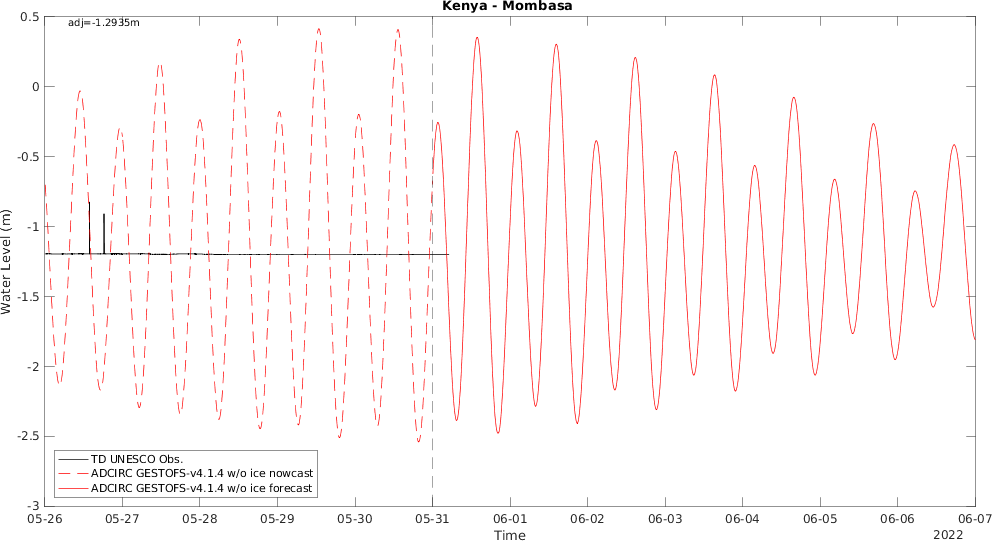 Kenya - Mombasa
adj=-1.2935m
0.5
0
-0.5
-1
-1.5
-2
-2.5
-3
Water Level (m)
TD UNESCO Obs.
ADCIRC GESTOFS-v4.1.4 w/o ice nowcast
ADCIRC GESTOFS-v4.1.4 w/o ice forecast
05-26 05-27 05-28 05-29 05-30 05-31 06-01 06-02 06-03 06-04 06-05 06-06 06-07
Time
2022